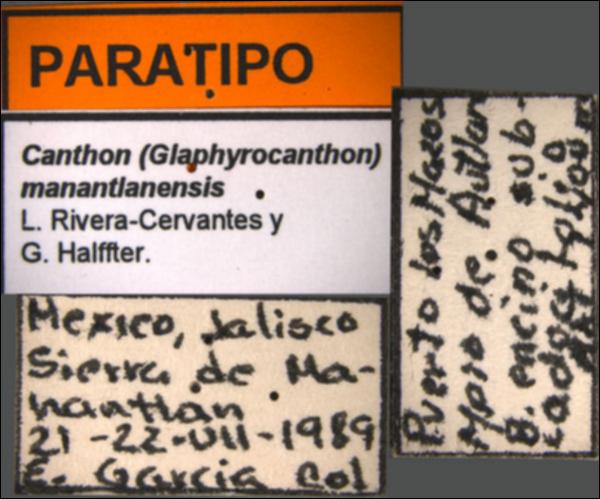 PARATIPO
Canthon (Glaphyrocanthon)
manantlanensis
L. Rivera-Cervantes y
G. Halffter.
Mexico, Jalisco
Sierra de Ma-
nantlan
21-22-VII-1989
E. García Col
Puerto Los Mazos
Mpio de Autlan
B. encino sub-